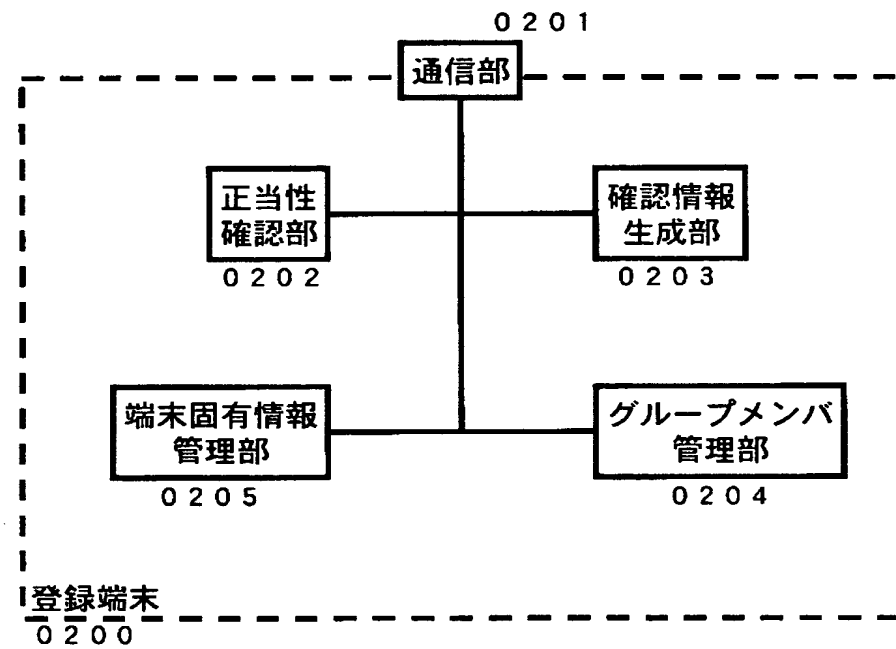 ０２０１
通信部
正当性
確認部
０２０２
確認情報
生成部
０２０３
端末固有情報
管理部
０２０５
グループメンバ
管理部
０２０４
登録端末
０２００